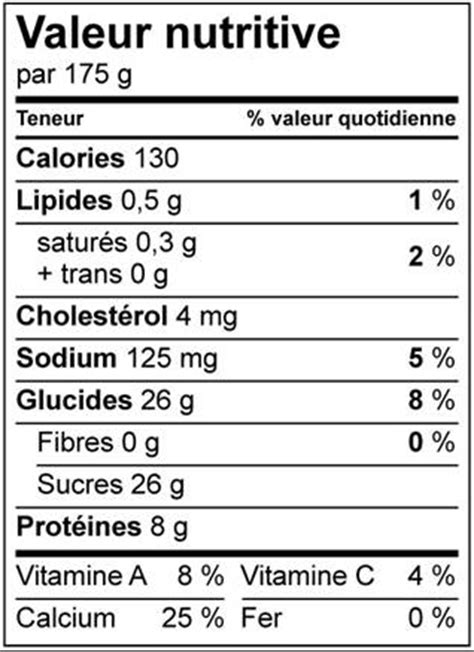 Valeur nutritive
par 175 g
Teneur % valeur quotidienne
Calories 130
Lipides 0,5 g 1 %
saturés 0,3 g
+ trans 0 g 2 %
Cholestérol 4 mg
Sodium 125 mg 5 %
Glucides 26 g 8 %
Fibres 0 g 0 %
Sucres 26 g
Protéines 8 g
Vitamine A 8 % Vitamine C 4 %
Calcium 25 % Fer 0 %